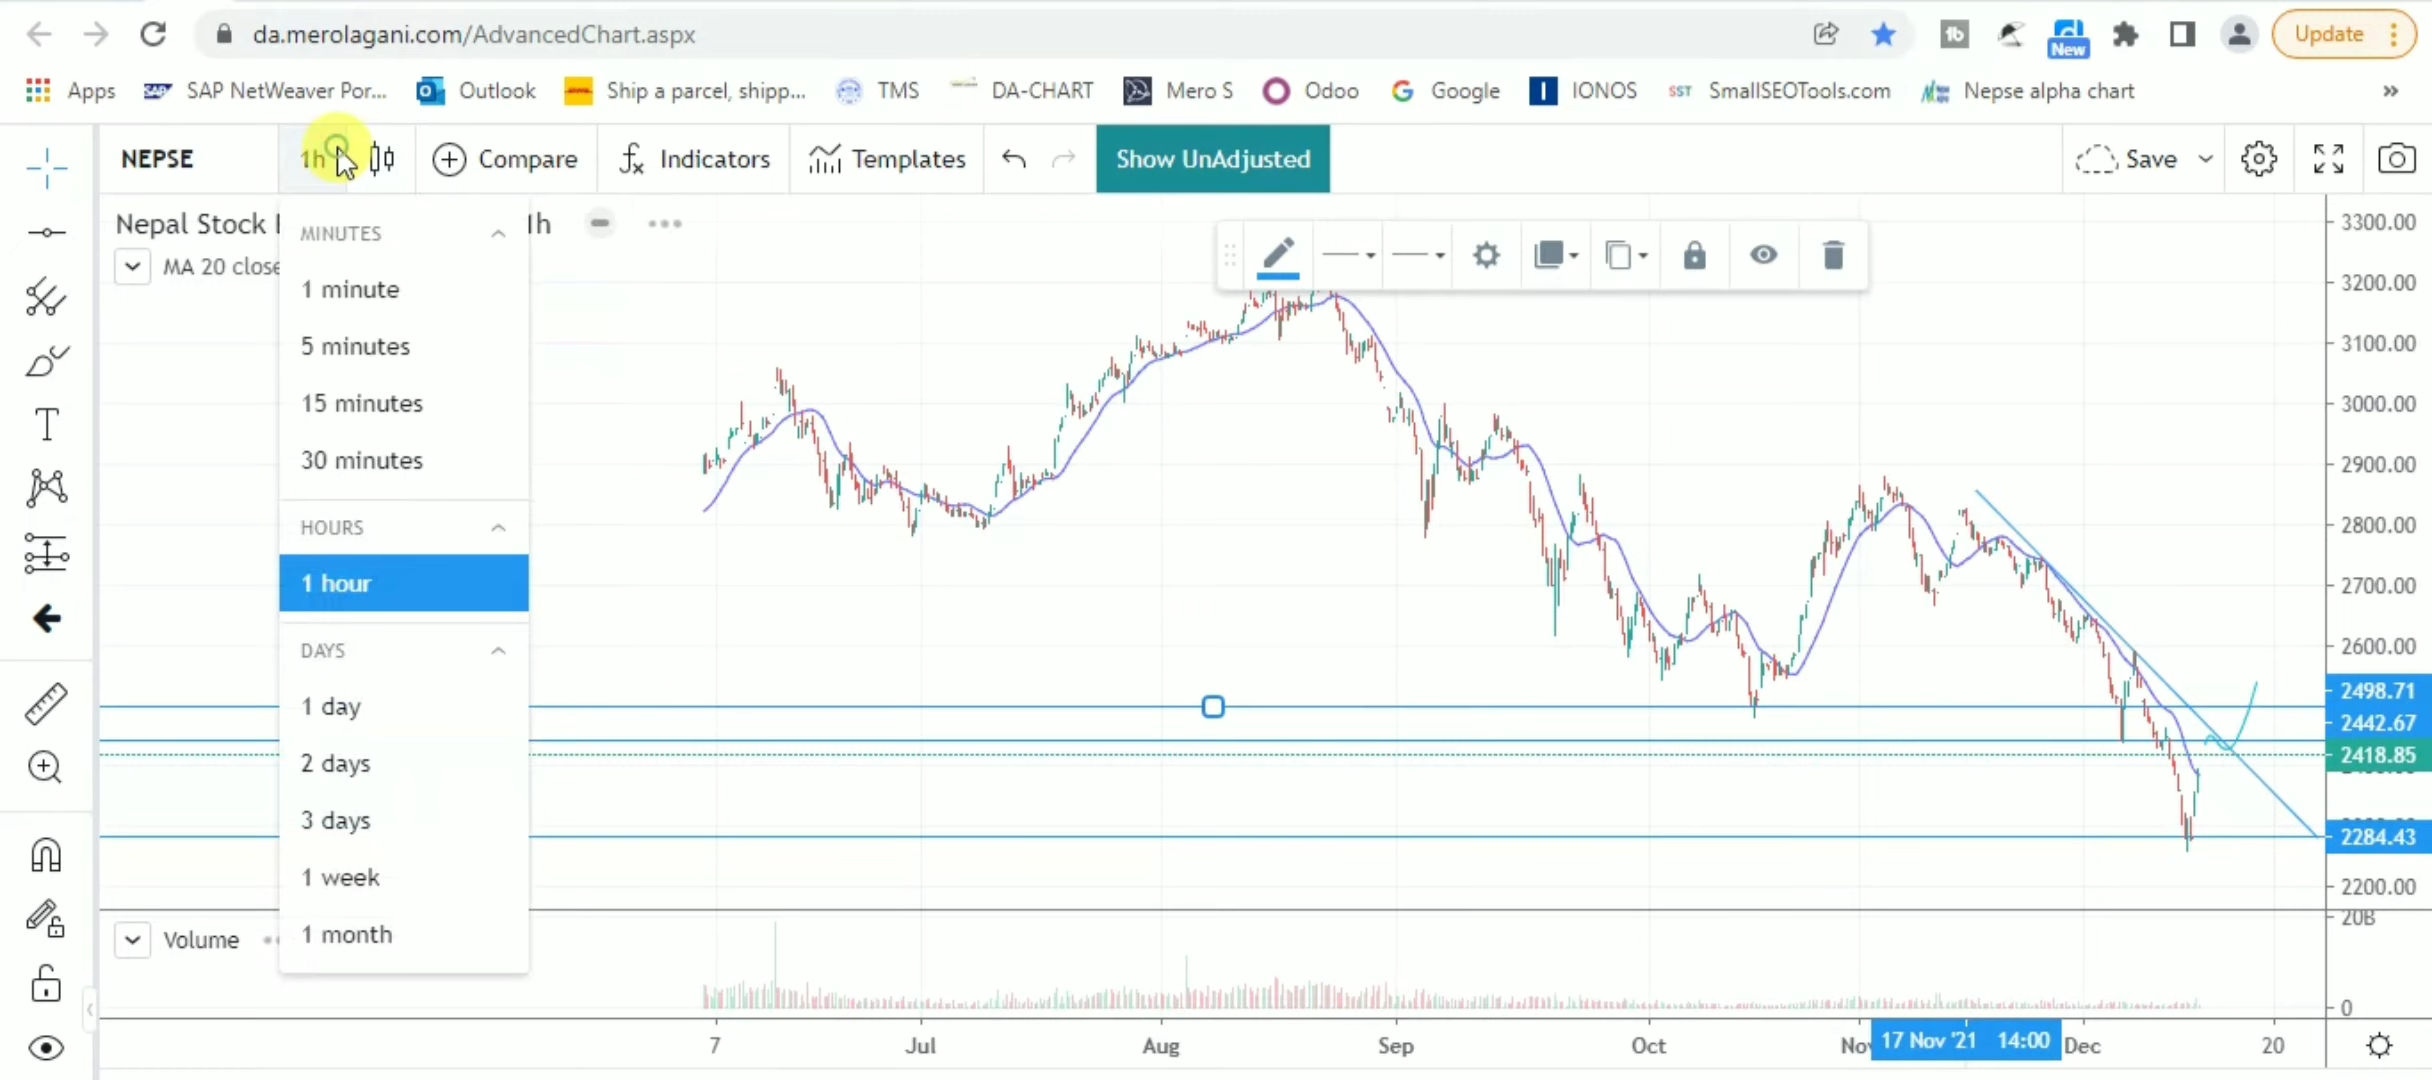 da.merolagani.com/AdvancedChart.aspx
New
Update
Apps SAP NetWeaver Por... Outlook Ship a parcel, shipp... TMS DA-CHART Mero S Odoo Google IONOS SST SmallSEOTools.com Nepse alpha chart »
NEPSE 1h Compare Indicators Templates Show UnAdjusted Save
Nepal Stock 1h
MA 20 close
MINUTES
1 minute
5 minutes
15 minutes
30 minutes
HOURS
1 hour
DAYS
1 day
2 days
3 days
1 week
1 month
3300.00
3200.00
3100.00
3000.00
2900.00
2800.00
2700.00
2600.00
2498.71
2442.67
2418.85
2284.43
2200.00
Volume
20B
0
7 Jul Aug Sep Oct Nov 17 Nov '21 14:00 Dec 20